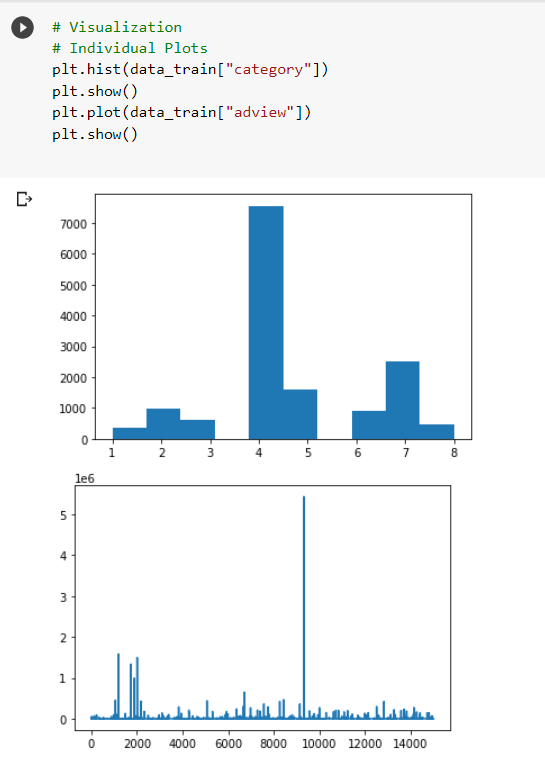 # Visualization
# Individual Plots
plt.hist(data_train["category"])
plt.show()
plt.plot(data_train["adview"])
plt.show()
7000
6000
5000
4000
3000
2000
1000
0
1 2 3 4 5 6 7 8
1e6
5
4
3
2
1
0
0 2000 4000 6000 8000 10000 12000 14000